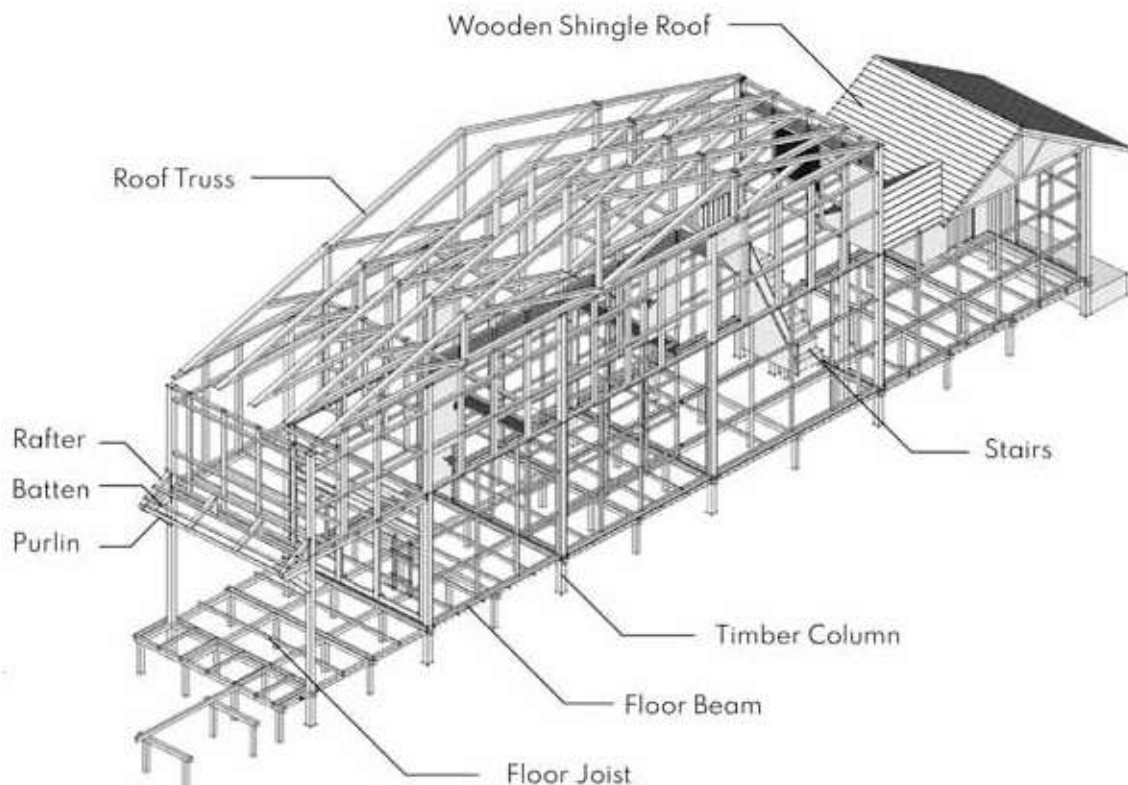 Wooden Shingle Roof
Roof Truss
Rafter
Batten
Purlin
Stairs
Timber Column
Floor Beam
Floor Joist